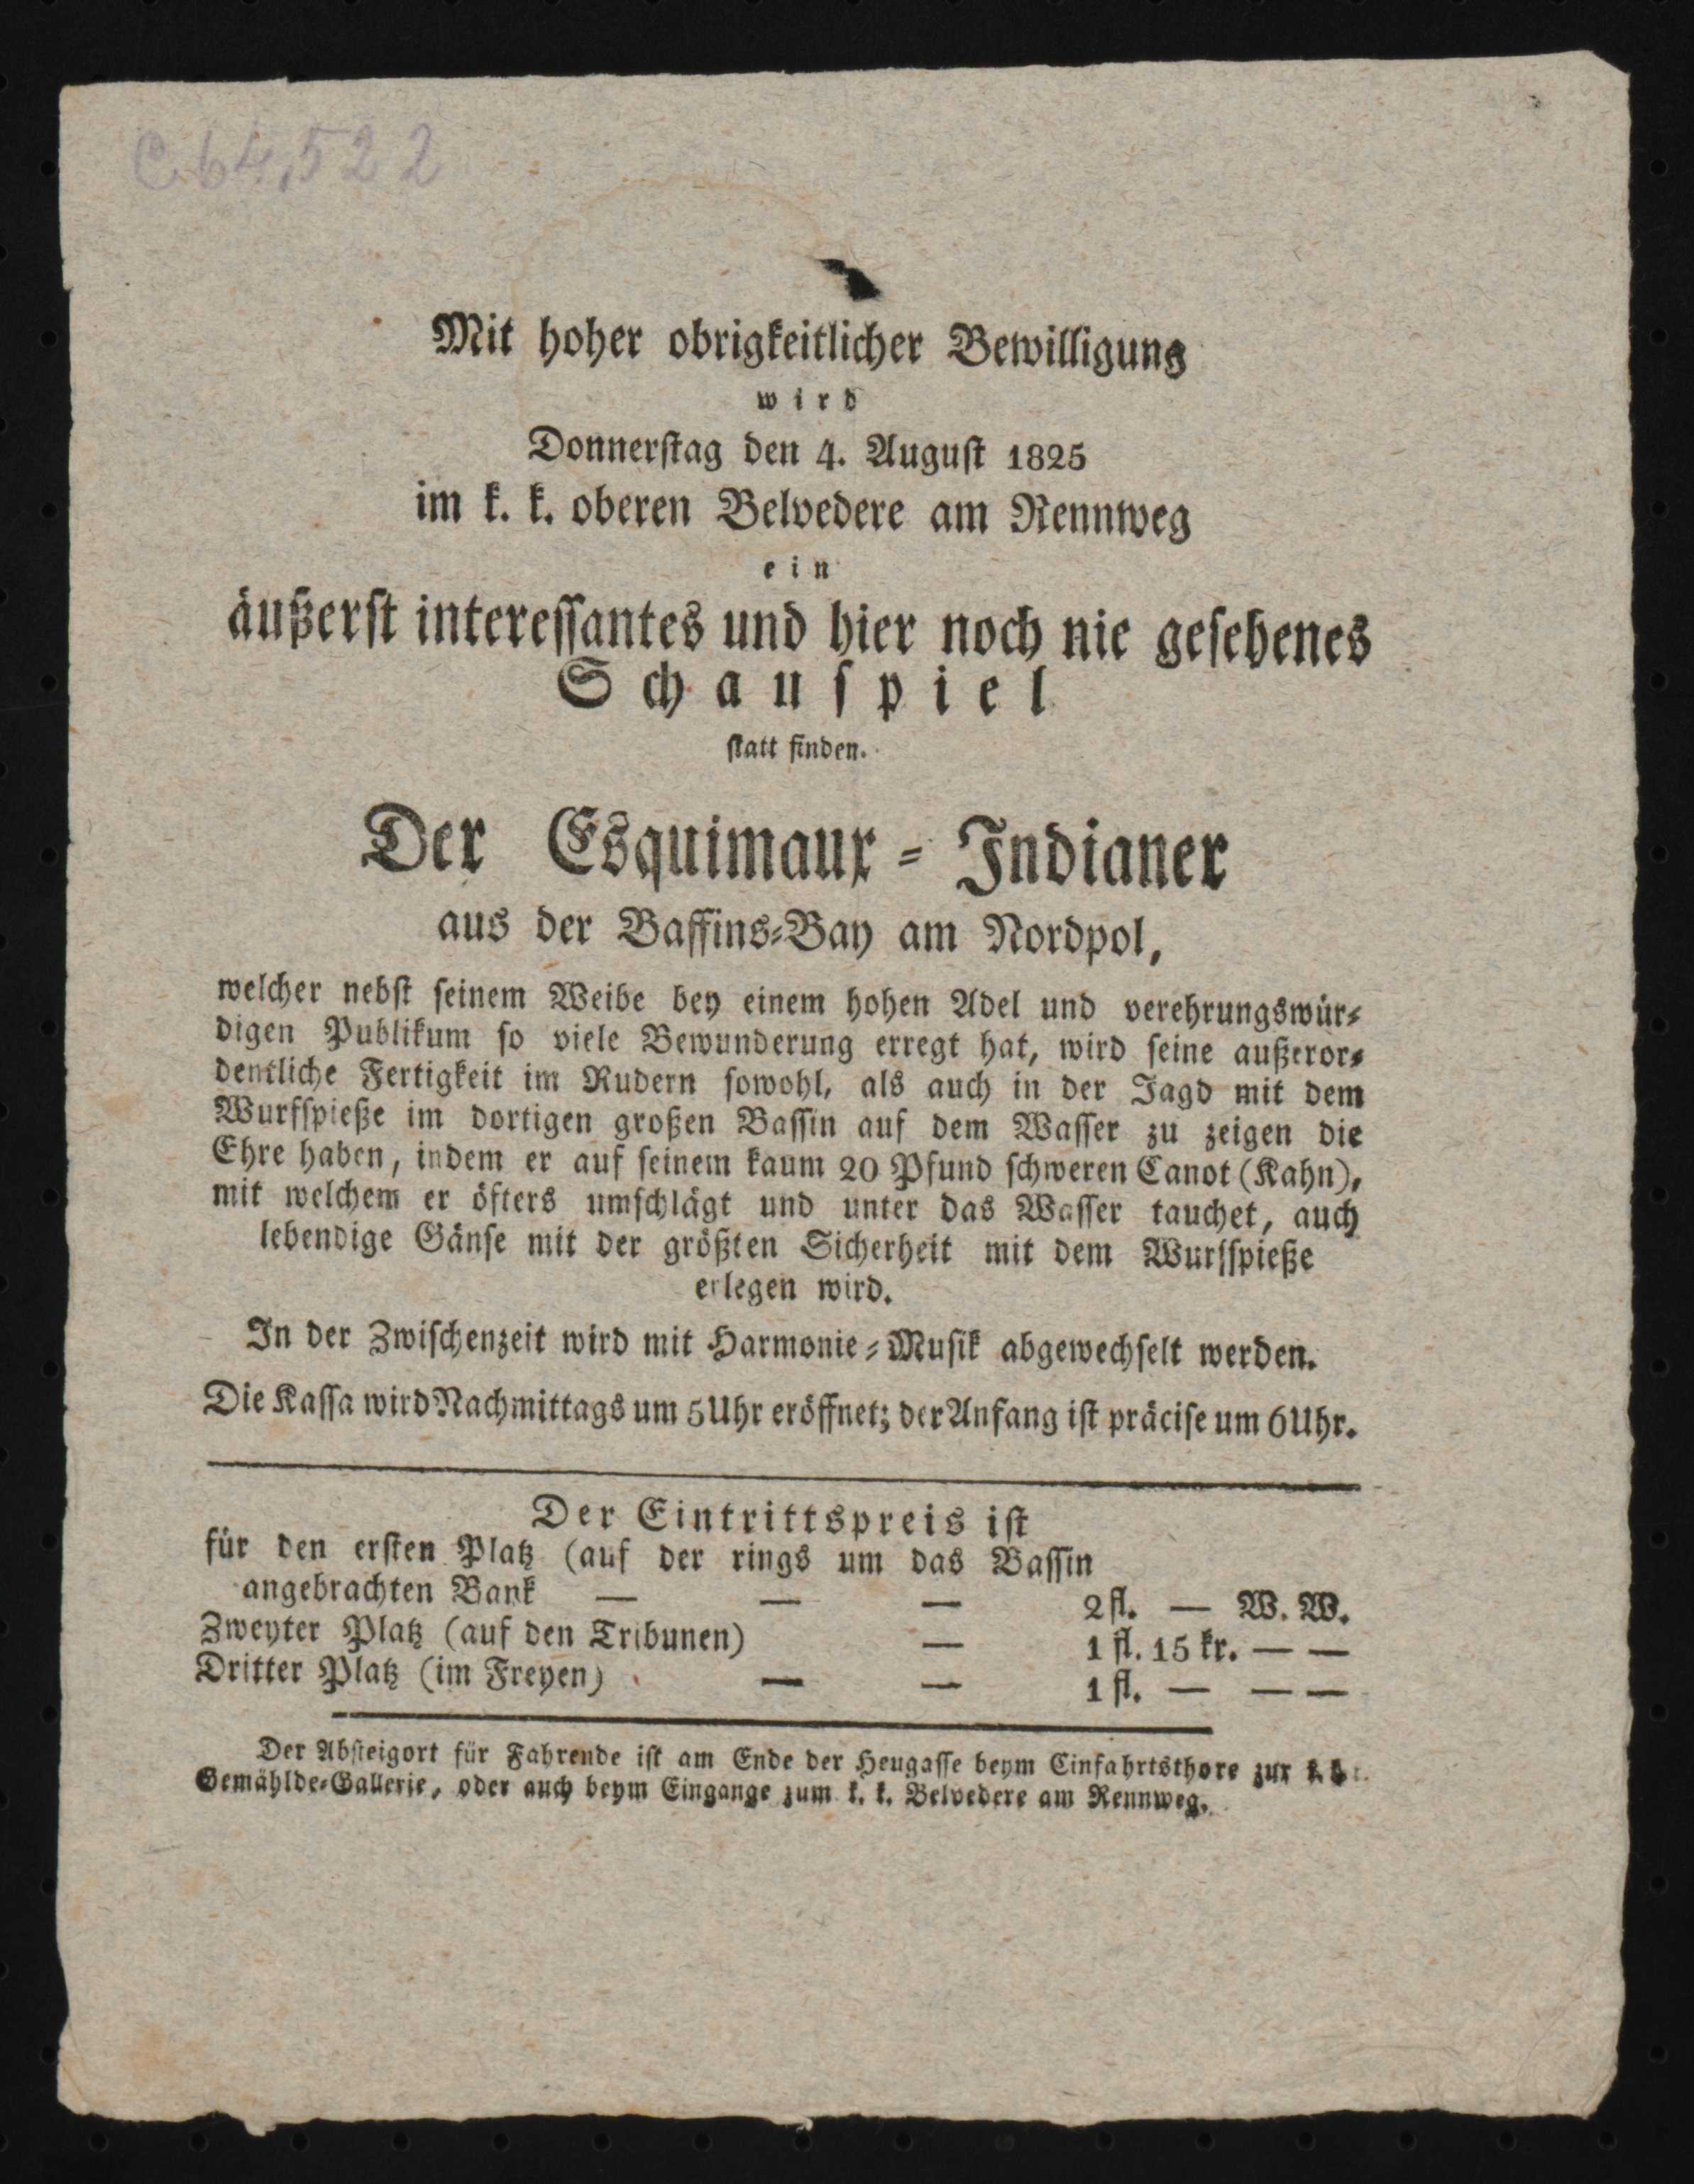 C 64,522
Mit hoher obrigkeitlicher Bewilligung
wird
Donnerstag den 4. August 1825
im k. k. oberen Belvedere am Rennweg
ein
äußerst interessantes und hier noch nie gesehenes
Schauspiel
statt finden.
Der Esquimaux-Indianer
aus der Baffins-Bay am Nordpol,
welcher nebst seinem Weibe bey einem hohen Adel und verehrungswür-
digen Publikum so viele Bewunderung erregt hat, wird seine außeror-
dentliche Fertigkeit im Rudern sowohl, als auch in der Jagd mit dem
Wurfspieße im dortigen großen Bassin auf dem Wasser zu zeigen die
Ehre haben, indem er auf seinem kaum 20 Pfund schweren Canot (Kahn),
mit welchem er öfters umschlägt und unter das Wasser tauchet, auch
lebendige Gänse mit der größten Sicherheit mit dem Wurfspieße
erlegen wird.
In der Zwischenzeit wird mit Harmonie-Musik abgewechselt werden.
Die Kassa wird Nachmittags um 5 Uhr eröffnet; der Anfang ist präcise um 6 Uhr.
Der Eintrittspreis ist
für den ersten Platz (auf der rings um das Bassin
angebrachten Bank — — — 2 fl. — W. W.
Zweyter Platz (auf den Tribunen) — 1 fl. 15 kr. — —
Dritter Platz (im Freyen) — — 1 fl. — — —
Der Absteigort für Fahrende ist am Ende der Heugasse beym Einfahrtsthore zur k. k.
Gemählde-Gallerie, oder auch beym Eingange zum k. k. Belvedere am Rennweg.